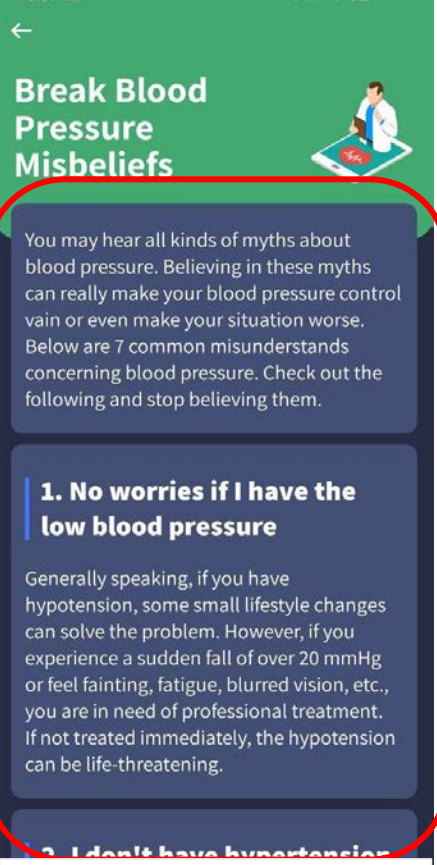 Break Blood
Pressure
Misbeliefs
You may hear all kinds of myths about
blood pressure. Believing in these myths
can really make your blood pressure control
vain or even make your situation worse.
Below are 7 common misunderstands
concerning blood pressure. Check out the
following and stop believing them.
1. No worries if I have the
low blood pressure
Generally speaking, if you have
hypotension, some small lifestyle changes
can solve the problem. However, if you
experience a sudden fall of over 20 mmHg
or feel fainting, fatigue, blurred vision, etc.,
you are in need of professional treatment.
If not treated immediately, the hypotension
can be life-threatening.
2. I don't have hypertension